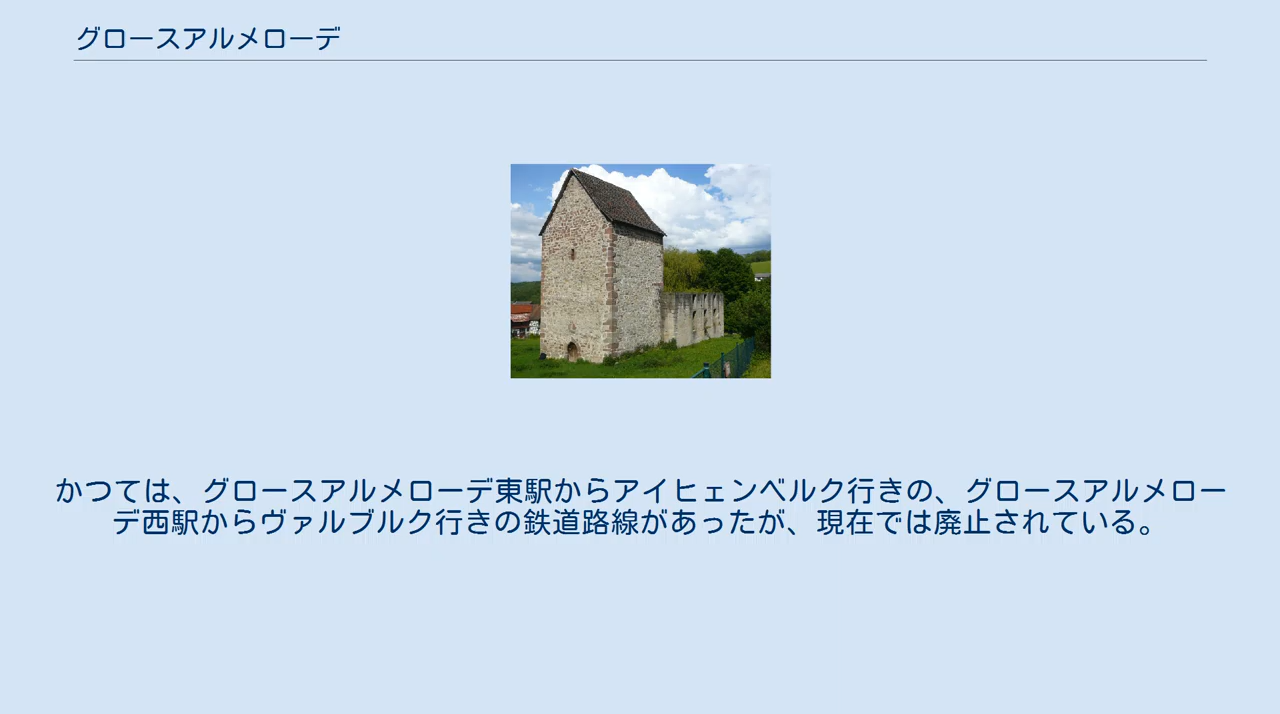 グロースアルメローデ
かつては、グロースアルメローデ東駅からアイヒェンベルク行きの、グロースアルメロー
デ西駅からヴァルブルク行きの鉄道路線があったが、現在では廃止されている。